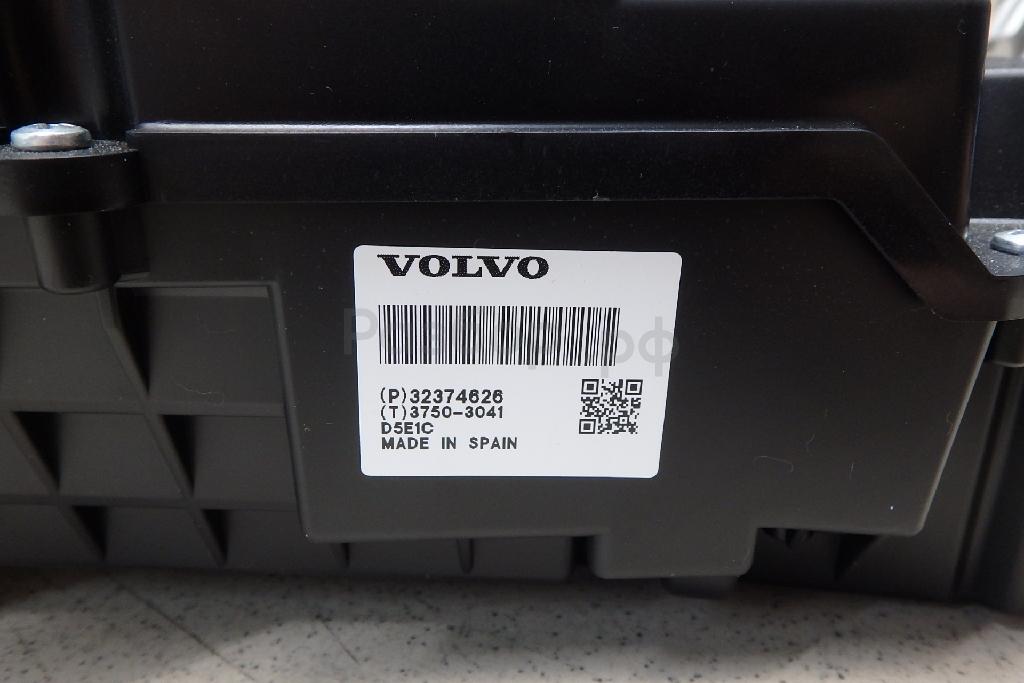 VOLVO
(P)32374626
(T)3750-3041
D5E1C
MADE IN SPAIN